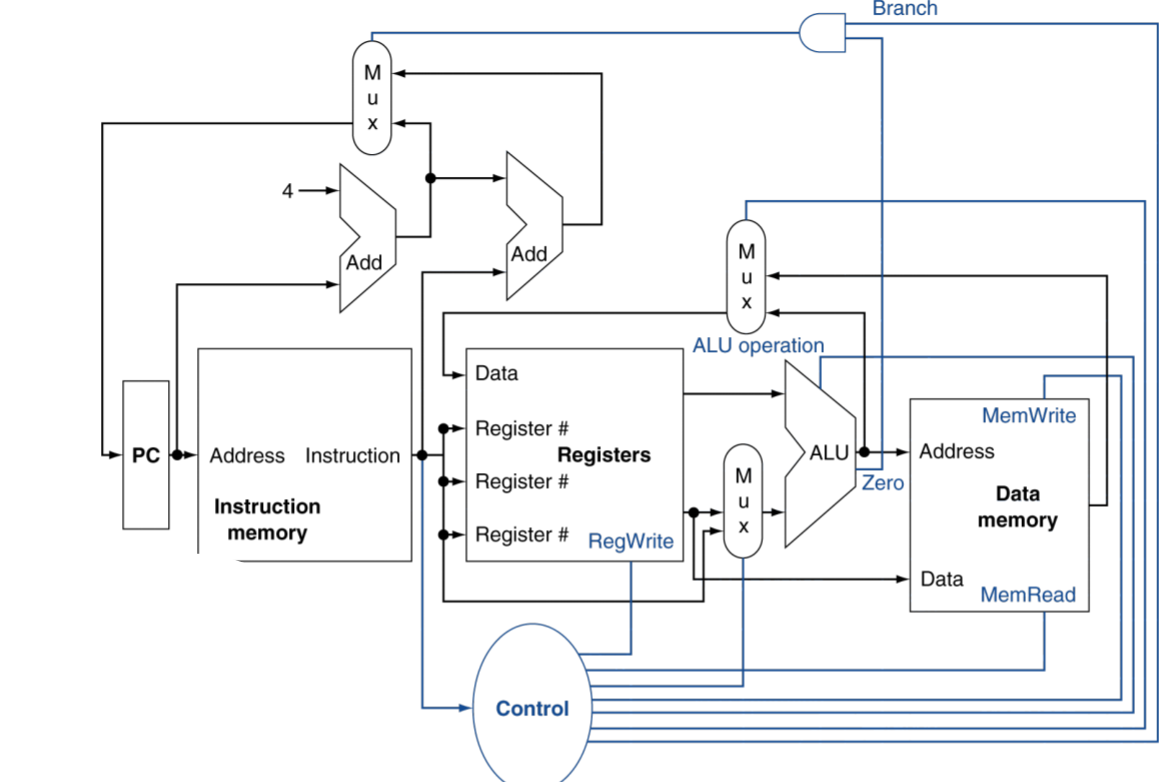 Branch
M
u
x
4
Add
Add
M
u
x
ALU operation
Data
Register #
Registers
Register #
Register #
RegWrite
PC
Address
Instruction
Instruction
memory
M
u
x
ALU
Zero
MemWrite
Address
Data
memory
Data
MemRead
Control